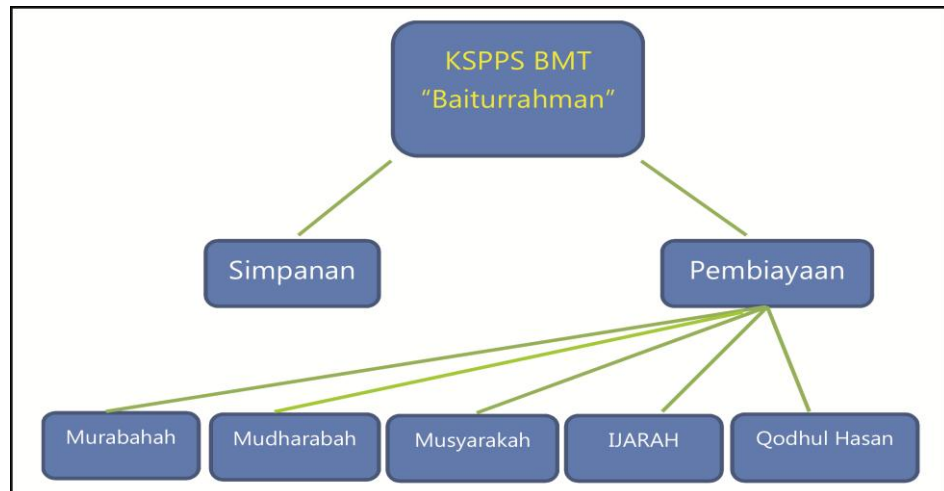 KSPPS BMT
“Baiturrahman”
Simpanan
Pembiayaan
Murabahah
Mudharabah
Musyarakah
IJARAH
Qodhul Hasan